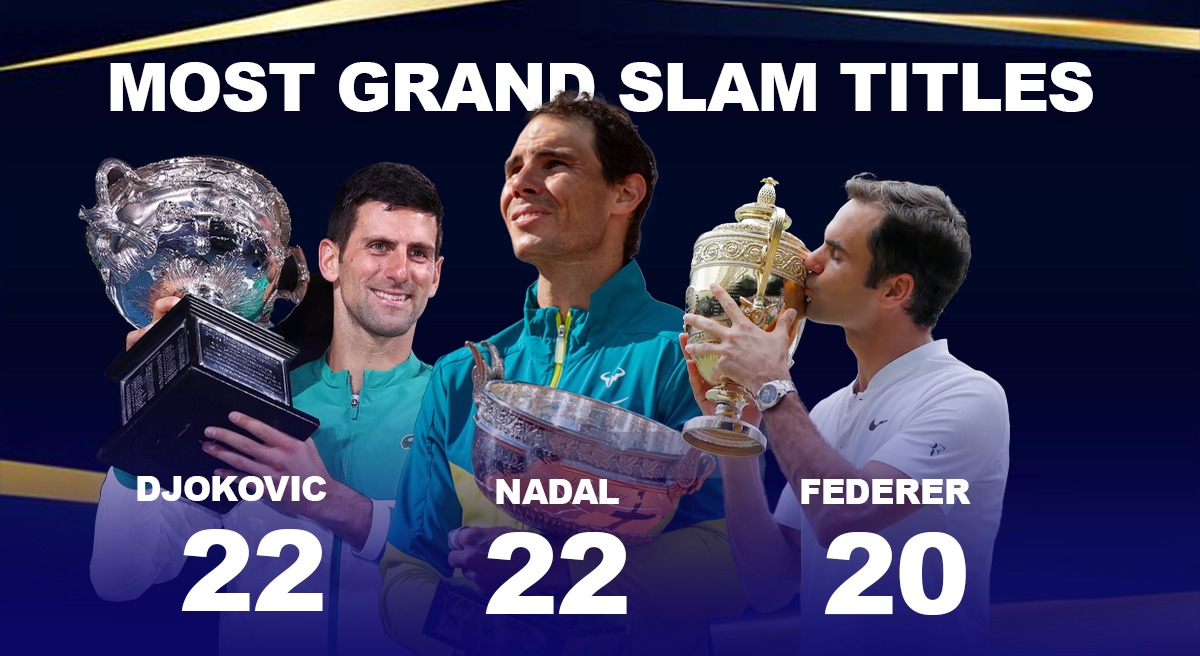 MOST GRAND SLAM TITLES
DJOKOVIC
NADAL
FEDERER
22
22
20